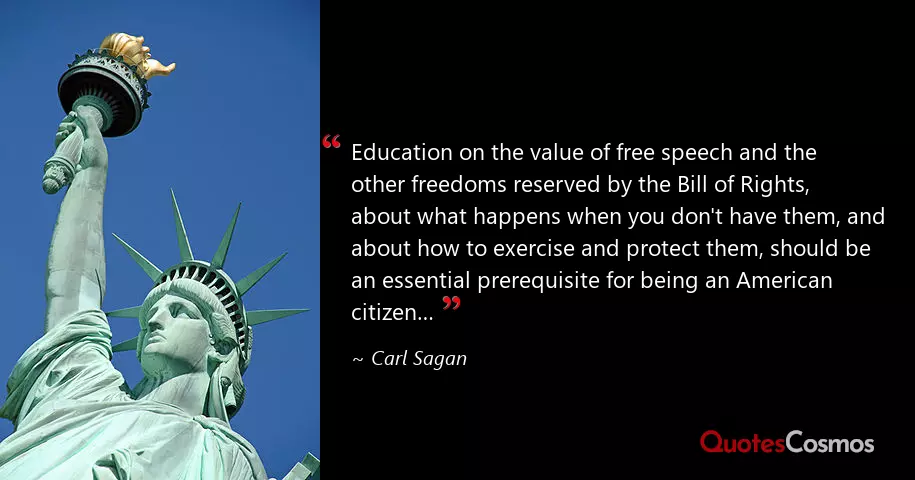 “ Education on the value of free speech and the
other freedoms reserved by the Bill of Rights,
about what happens when you don't have them, and
about how to exercise and protect them, should be
an essential prerequisite for being an American
citizen... ”
~ Carl Sagan
QuotesCosmos